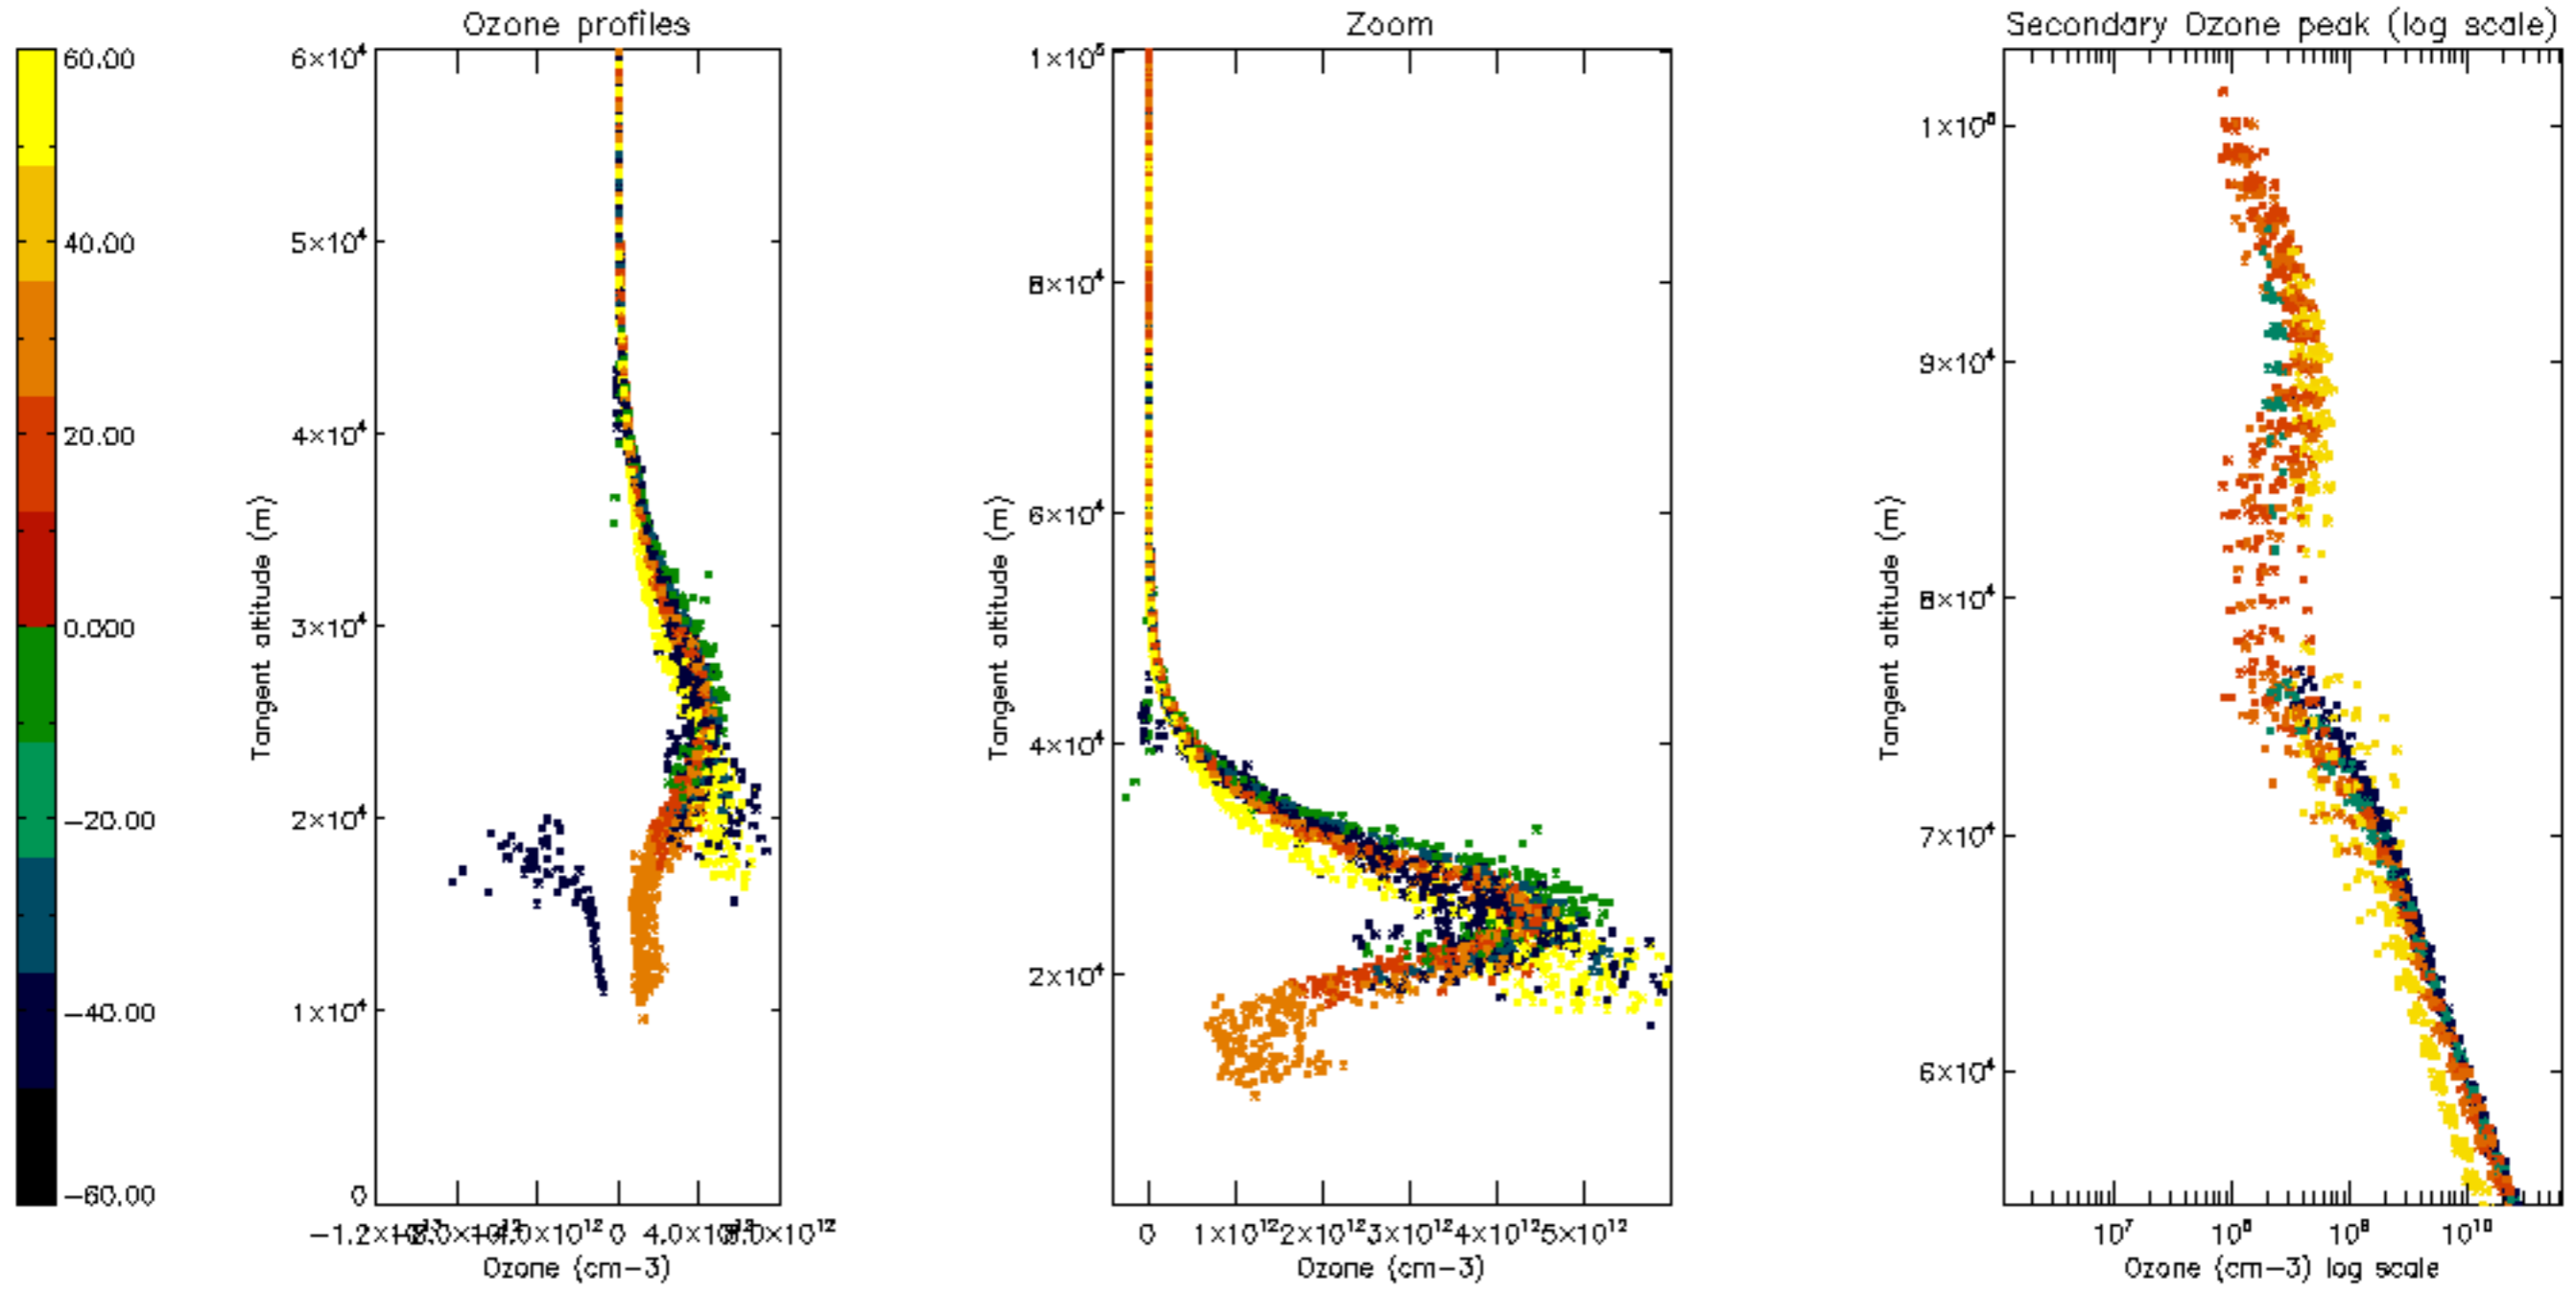 Ozone profiles
Zoom
Secondary Ozone peak (log scale)
60.00
40.00
20.00
0.000
−20.00
−40.00
−60.00
6×10⁴
5×10⁴
4×10⁴
3×10⁴
2×10⁴
1×10⁴
0
Tangent altitude (m)
0
Ozone (cm−3)
1×10⁵
8×10⁴
6×10⁴
4×10⁴
2×10⁴
Tangent altitude (m)
0 1×10¹² 2×10¹² 3×10¹² 4×10¹² 5×10¹²
Ozone (cm−3)
1×10⁵
9×10⁴
8×10⁴
7×10⁴
6×10⁴
Tangent altitude (m)
10⁷ 10⁸ 10⁹ 10¹⁰
Ozone (cm−3) log scale